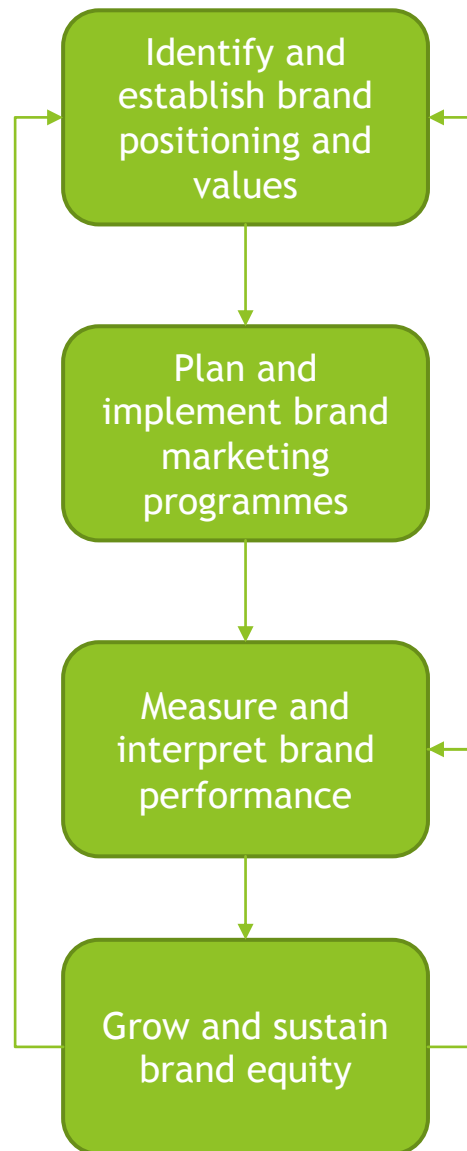 Identify and
establish brand
positioning and
values
Plan and
implement brand
marketing
programmes
Measure and
interpret brand
performance
Grow and sustain
brand equity